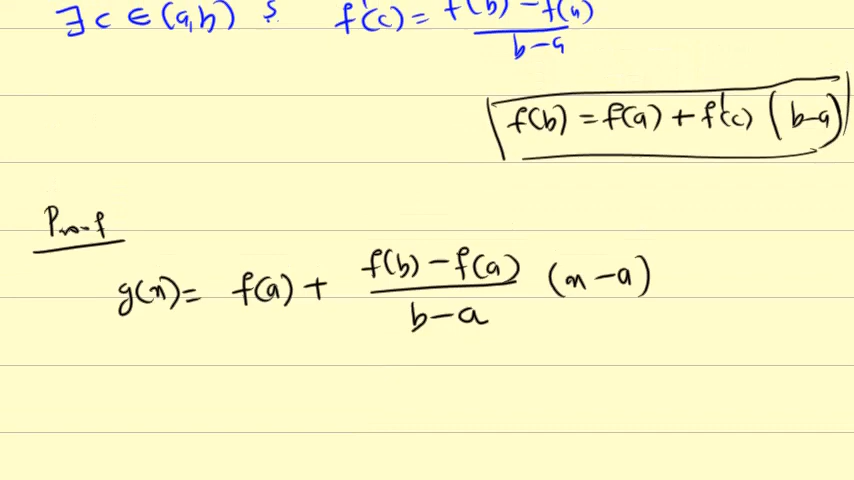 ∃ c ∈ (a,b) s f'(c) = f(b) - f(a) / b-a
f(b) = f(a) + f'(c) (b-a)
Proof
g(x) = f(a) + f(b) - f(a) / b-a (x-a)